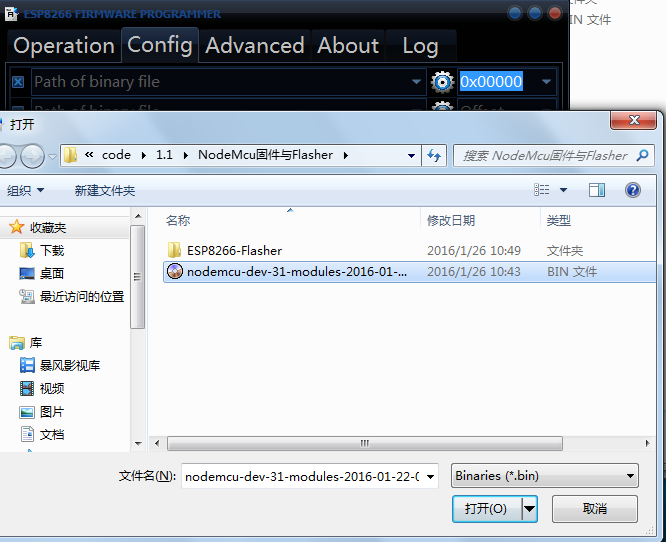 ESP8266 FIRMWARE PROGRAMMER
Operation Config Advanced About Log
Path of binary file 0x00000
Path of binary file Offset
件夹
IN 文件
打开
« code 1.1 NodeMcu固件与Flasher
搜索 NodeMcu固件与Flasher
组织 新建文件夹
收藏夹
下载
桌面
最近访问的位置
库
暴风影视库
视频
图片
文档
名称 修改日期 类型
ESP8266-Flasher 2016/1/26 10:49 文件夹
nodemcu-dev-31-modules-2016-01-... 2016/1/26 10:43 BIN 文件
文件名(N): nodemcu-dev-31-modules-2016-01-22-0 Binaries (*.bin)
打开(O) 取消